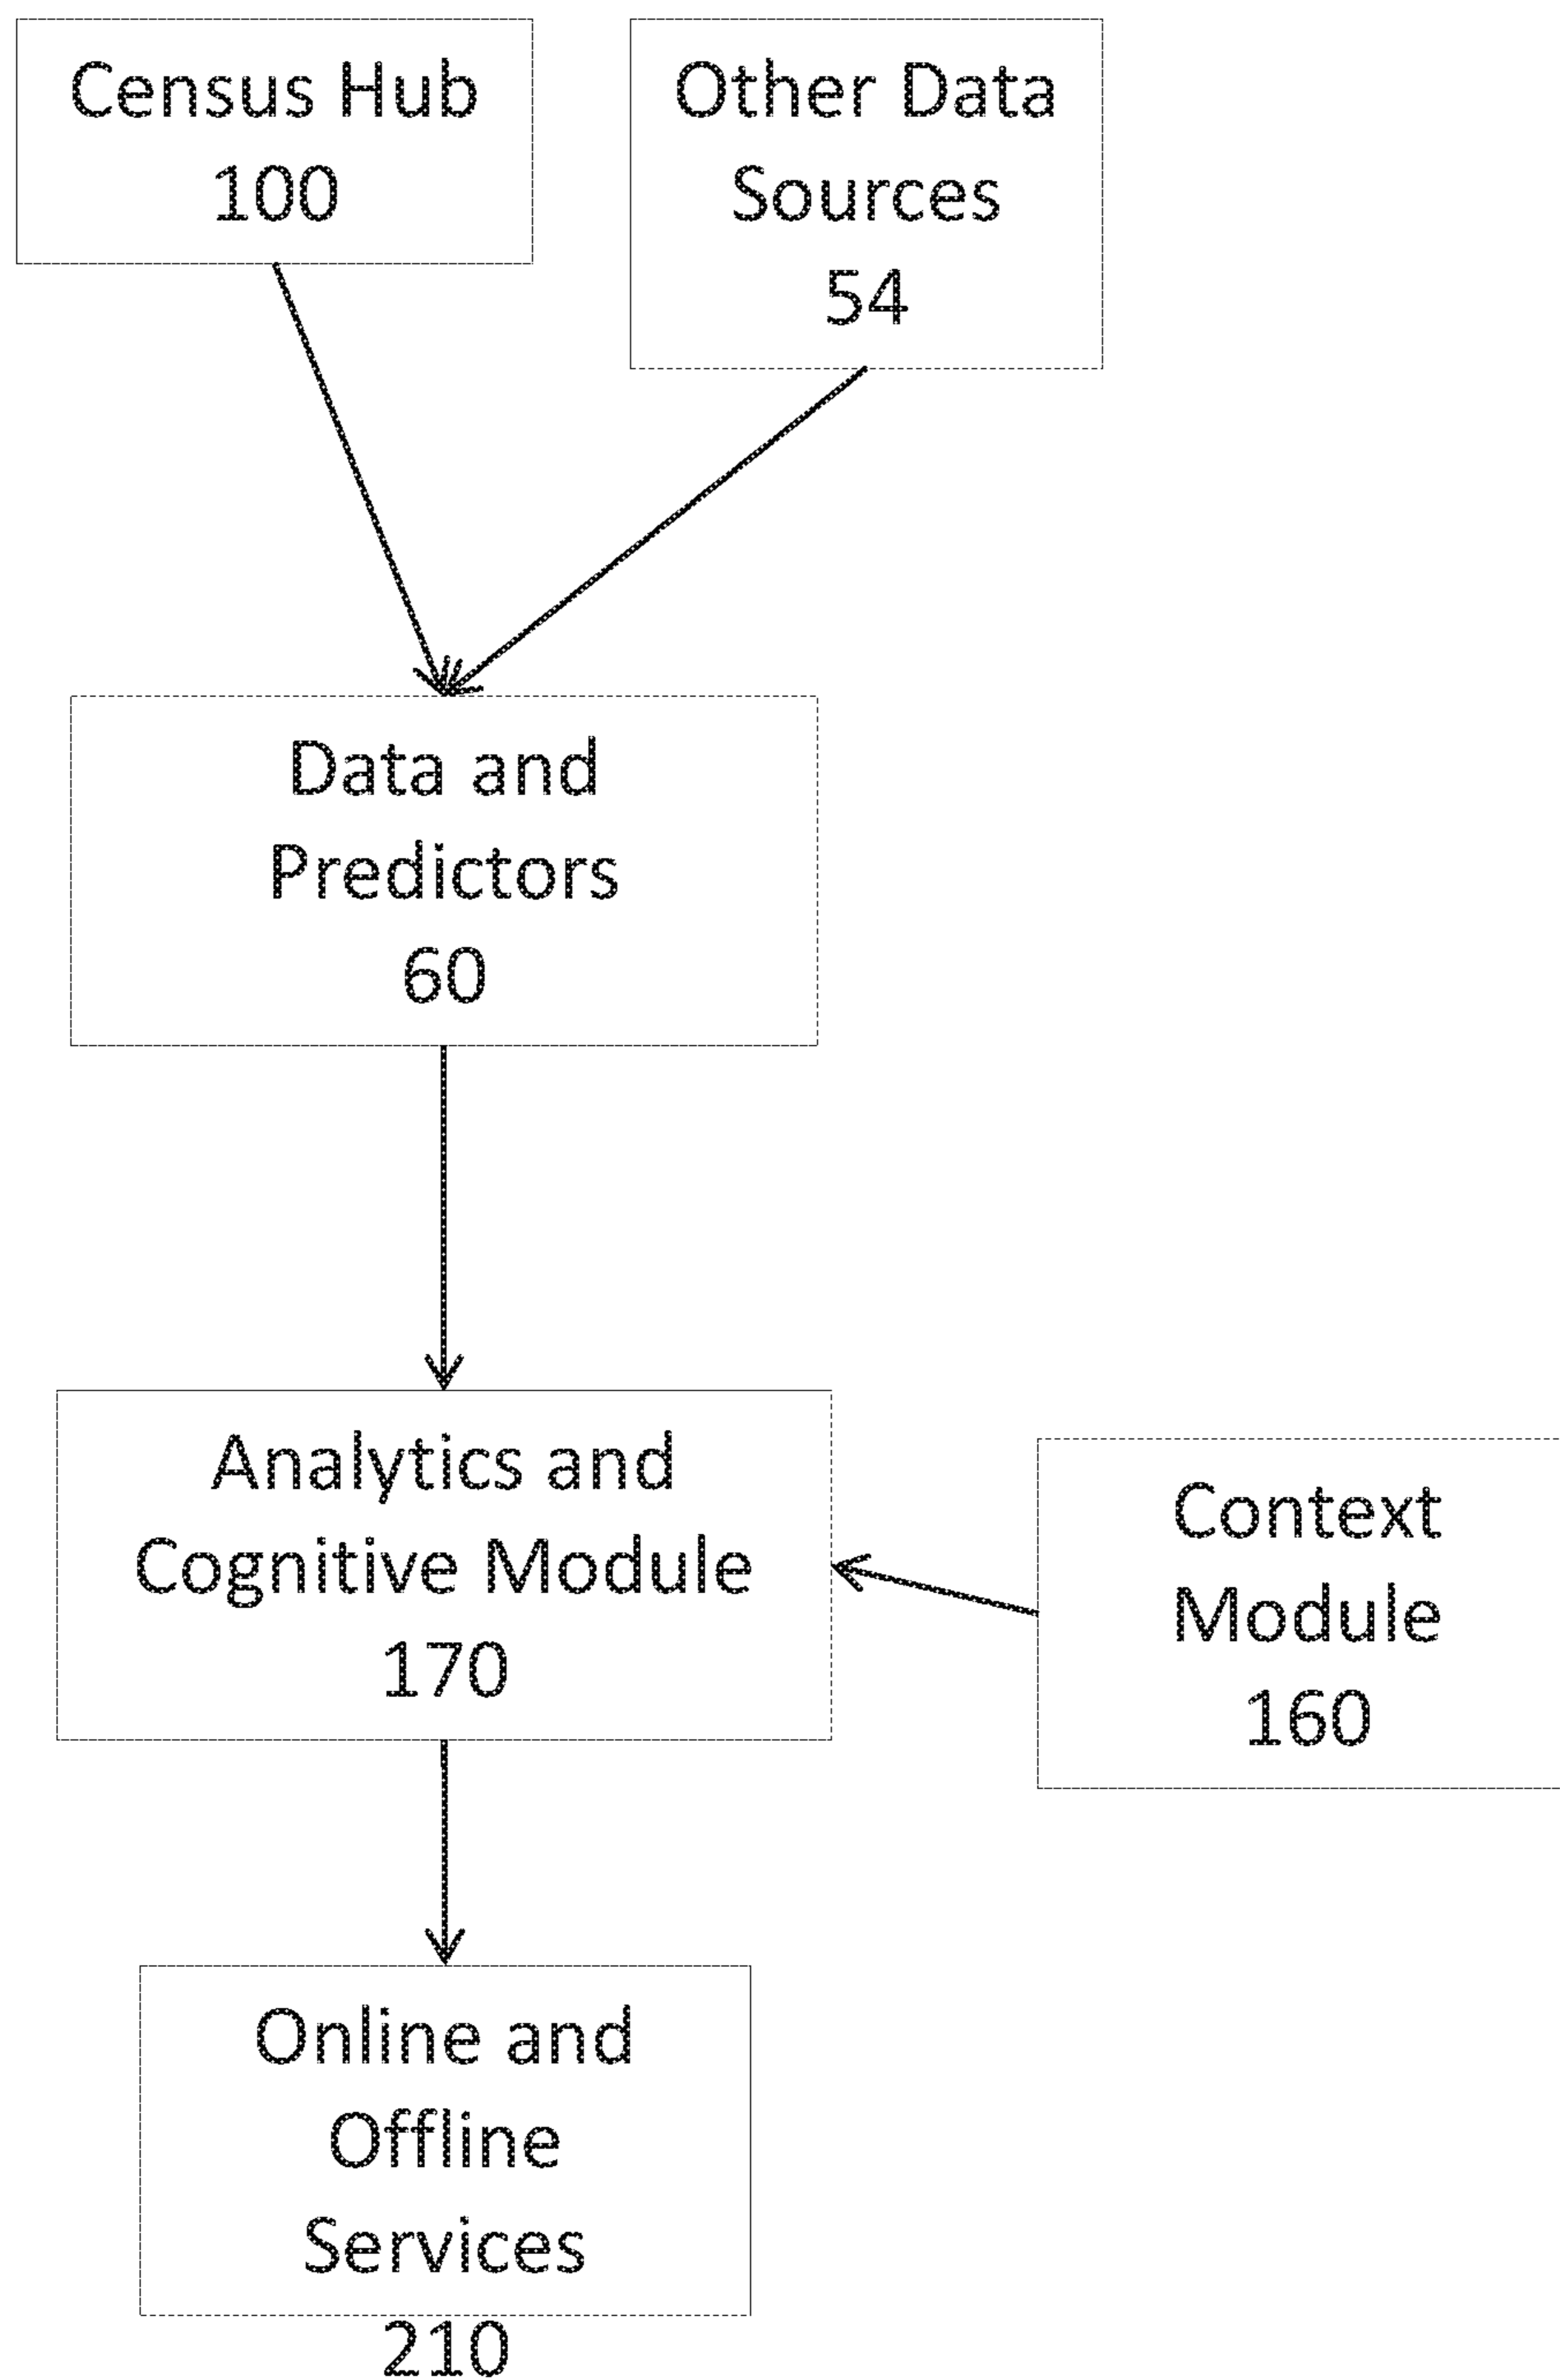 Census Hub
100
Other Data
Sources
54
Data and
Predictors
60
Analytics and
Cognitive Module
170
Context
Module
160
Online and
Offline
Services
210